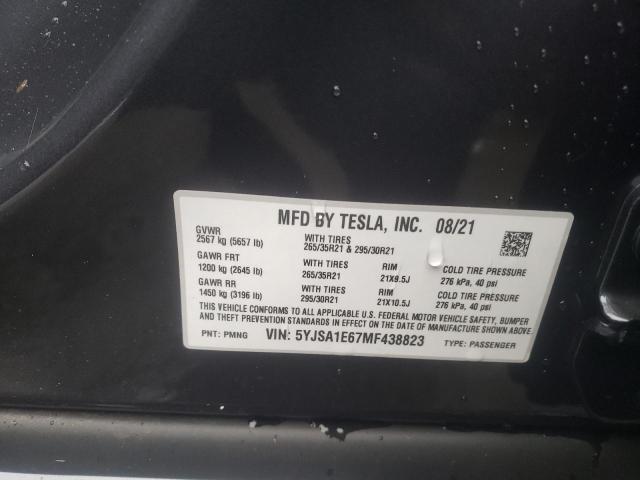 MFD BY TESLA, INC. 08/21
GVWR
2567 kg (5657 lb)
WITH TIRES
265/35R21 & 295/30R21
GAWR FRT
1200 kg (2645 lb)
WITH TIRES
265/35R21
RIM
21X9.5J
COLD TIRE PRESSURE
276 kPa, 40 psi
GAWR RR
1450 kg (3196 lb)
WITH TIRES
295/30R21
RIM
21X10.5J
COLD TIRE PRESSURE
276 kPa, 40 psi
THIS VEHICLE CONFORMS TO ALL APPLICABLE U.S. FEDERAL MOTOR VEHICLE SAFETY, BUMPER
AND THEFT PREVENTION STANDARDS IN EFFECT ON THE DATE OF MANUFACTURE SHOWN ABOVE.
PNT: PMNG VIN: 5YJSA1E67MF438823 TYPE: PASSENGER